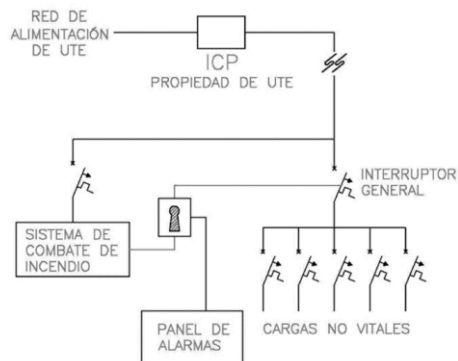 RED DE
ALIMENTACIÓN
DE UTE
ICP
PROPIEDAD DE UTE
INTERRUPTOR
GENERAL
SISTEMA DE
COMBATE DE
INCENDIO
PANEL DE
ALARMAS
CARGAS NO VITALES